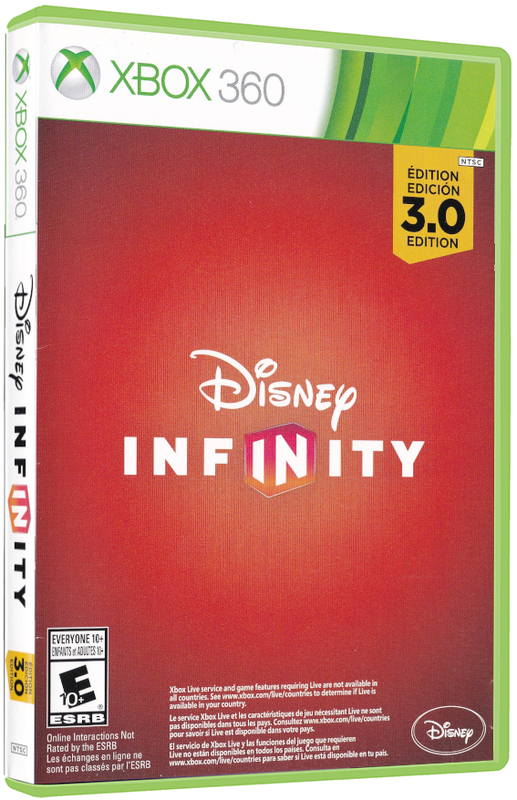 XBOX 360
NTSC
ÉDITION
EDICIÓN
3.0
EDITION
Disney
INFINITY
EVERYONE 10+
ENFANTS et ADULTES 10+
E
10+
ESRB
Online Interactions Not
Rated by the ESRB
Les échanges en ligne ne
sont pas classés par l'ESRB
Xbox Live service and game features requiring Live are not available in
all countries. See www.xbox.com/live/countries to determine if Live is
available in your country.
Le service Xbox Live et les caractéristiques de jeu nécessitant Live ne sont
pas disponibles dans tous les pays. Consultez www.xbox.com/live/countries
pour savoir si Live est disponible dans votre pays.
El servicio de Xbox Live y las funciones del juego que requieren
Live no están disponibles en todos los países. Consulta en
www.xbox.com/live/countries para saber si Live está disponible en tu país.
Disney
XBOX 360
Disney INFINITY
ÉDITION
EDICIÓN
3.0
EDITION
NTSC